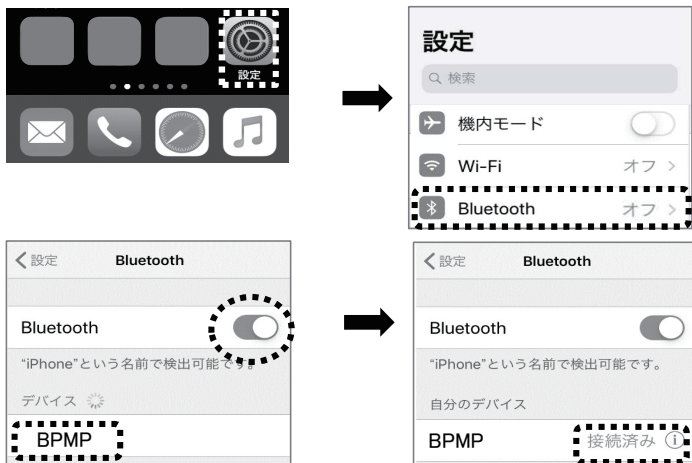 設定
設定
検索
機内モード
Wi-Fi オフ >
Bluetooth オフ >
< 設定 Bluetooth
Bluetooth
“iPhone”という名前で検出可能です。
デバイス
BPMP
< 設定 Bluetooth
Bluetooth
“iPhone”という名前で検出可能です。
自分のデバイス
BPMP 接続済み i